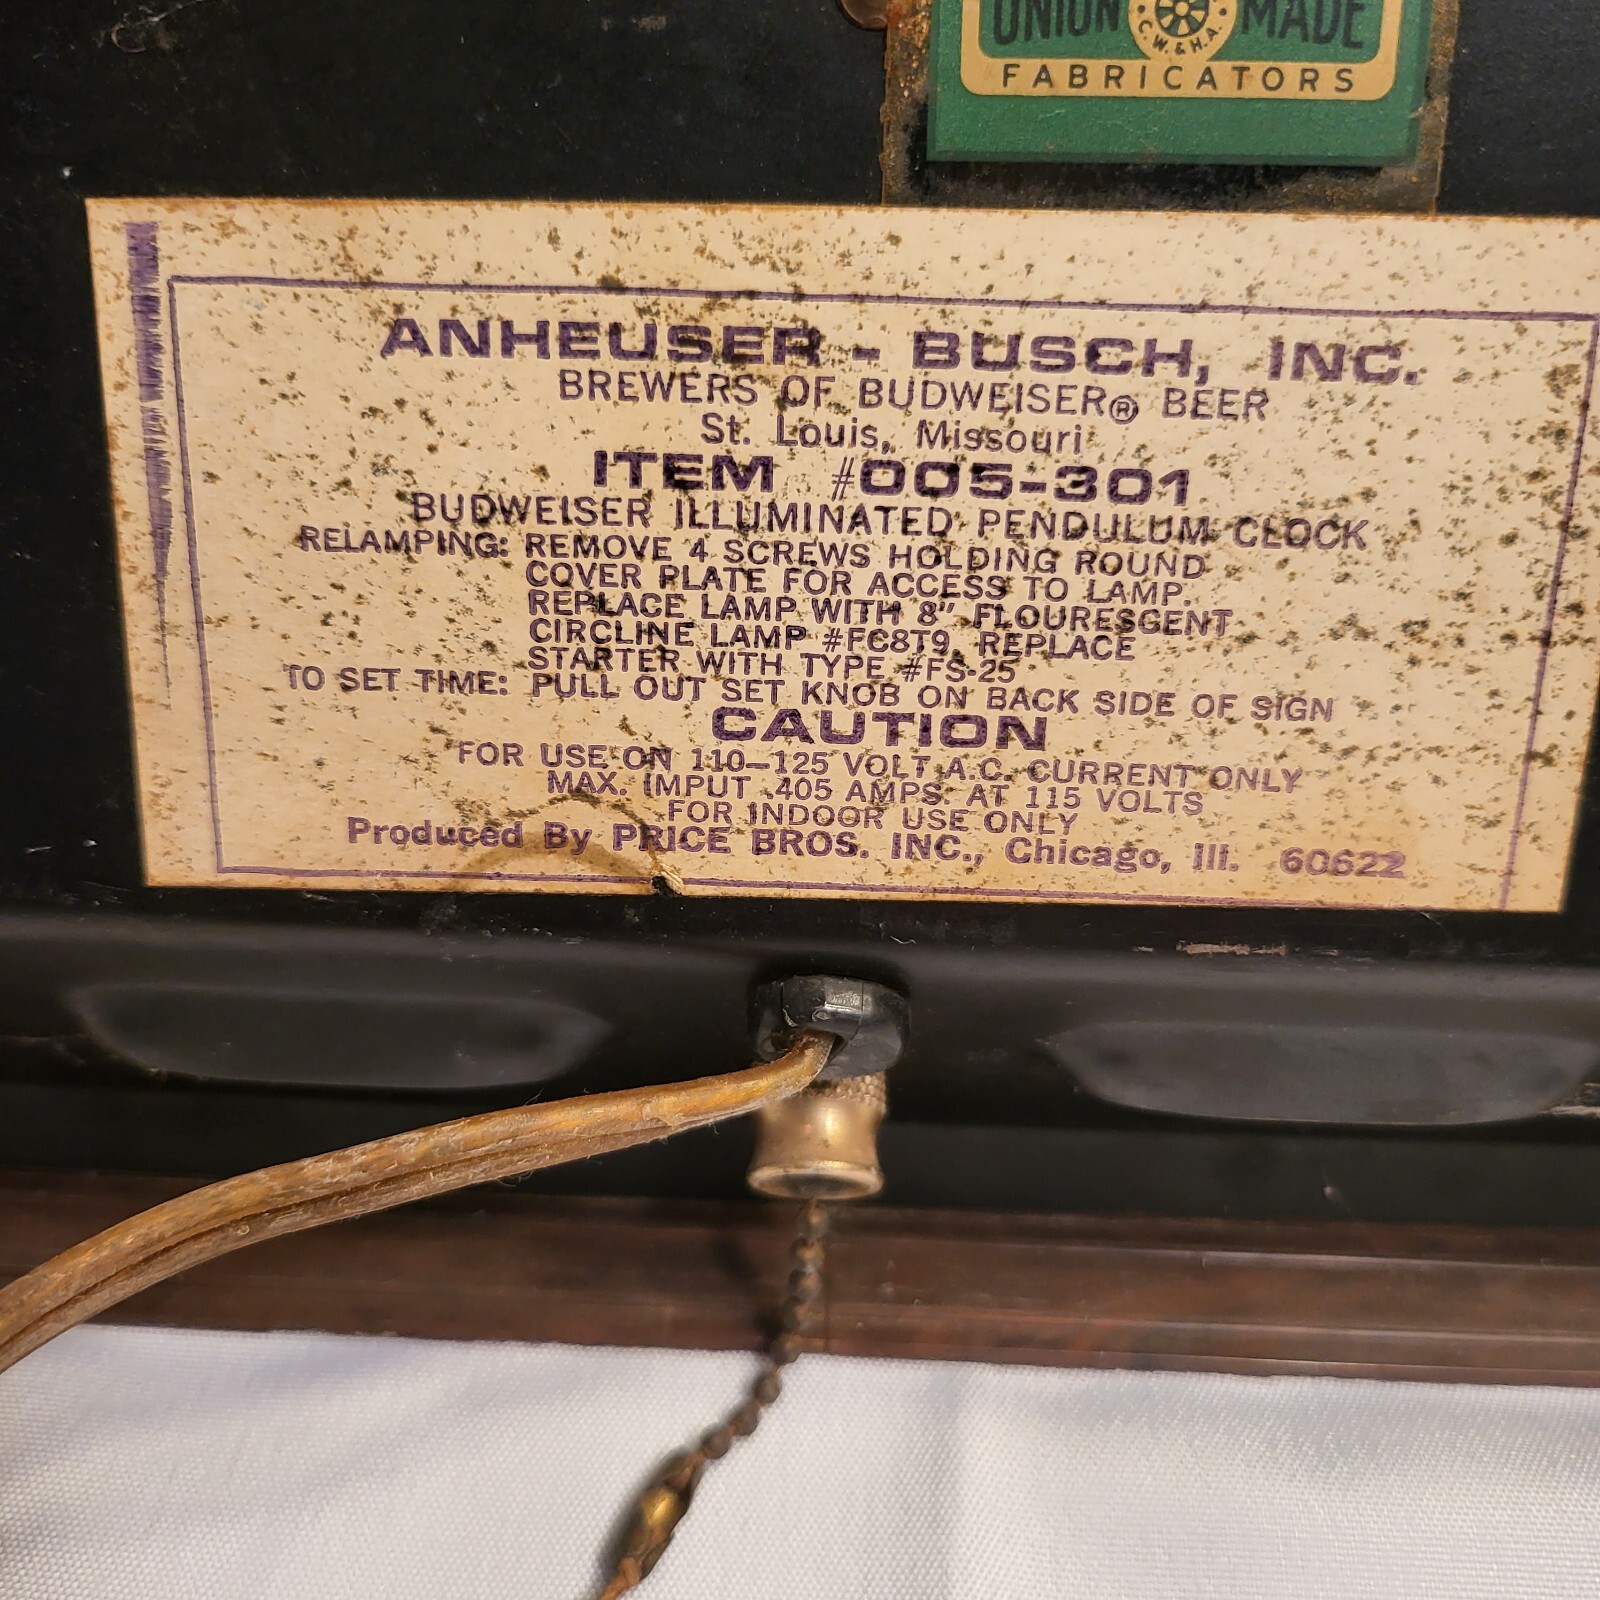 UNION MADE
C.W.&H.A.
FABRICATORS
ANHEUSER - BUSCH, INC.
BREWERS OF BUDWEISER® BEER
St. Louis, Missouri
ITEM #005-301
BUDWEISER ILLUMINATED PENDULUM CLOCK
RELAMPING: REMOVE 4 SCREWS HOLDING ROUND
COVER PLATE FOR ACCESS TO LAMP.
REPLACE LAMP WITH 8" FLOURESCENT
CIRCLINE LAMP #FC8T9. REPLACE
STARTER WITH TYPE #FS-25
TO SET TIME: PULL OUT SET KNOB ON BACK SIDE OF SIGN
CAUTION
FOR USE ON 110-125 VOLT A.C. CURRENT ONLY
MAX. IMPUT .405 AMPS. AT 115 VOLTS
FOR INDOOR USE ONLY
Produced By PRICE BROS. INC., Chicago, Ill. 60622